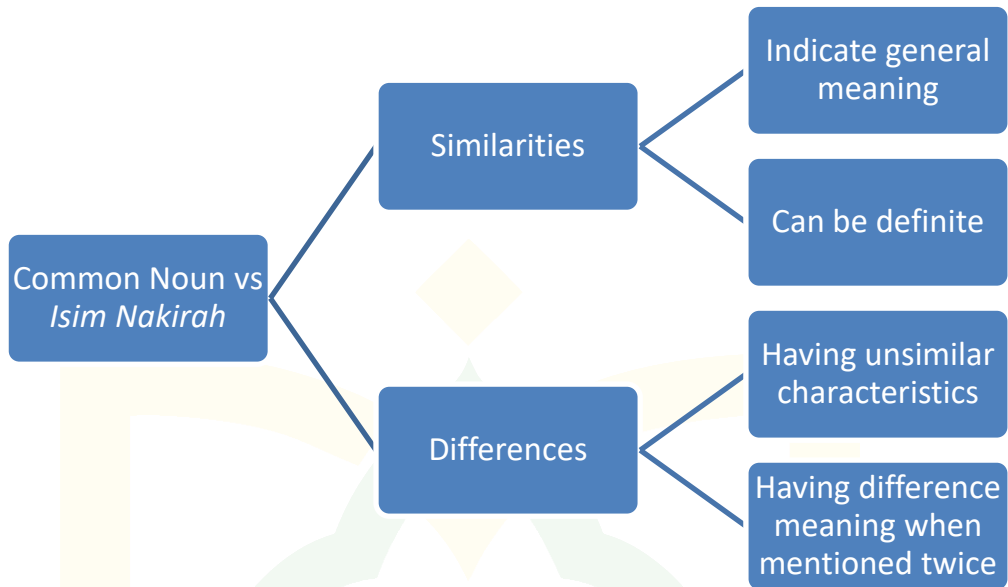 Common Noun vs
Isim Nakirah
Similarities
Indicate general
meaning
Can be definite
Differences
Having unsimilar
characteristics
Having difference
meaning when
mentioned twice